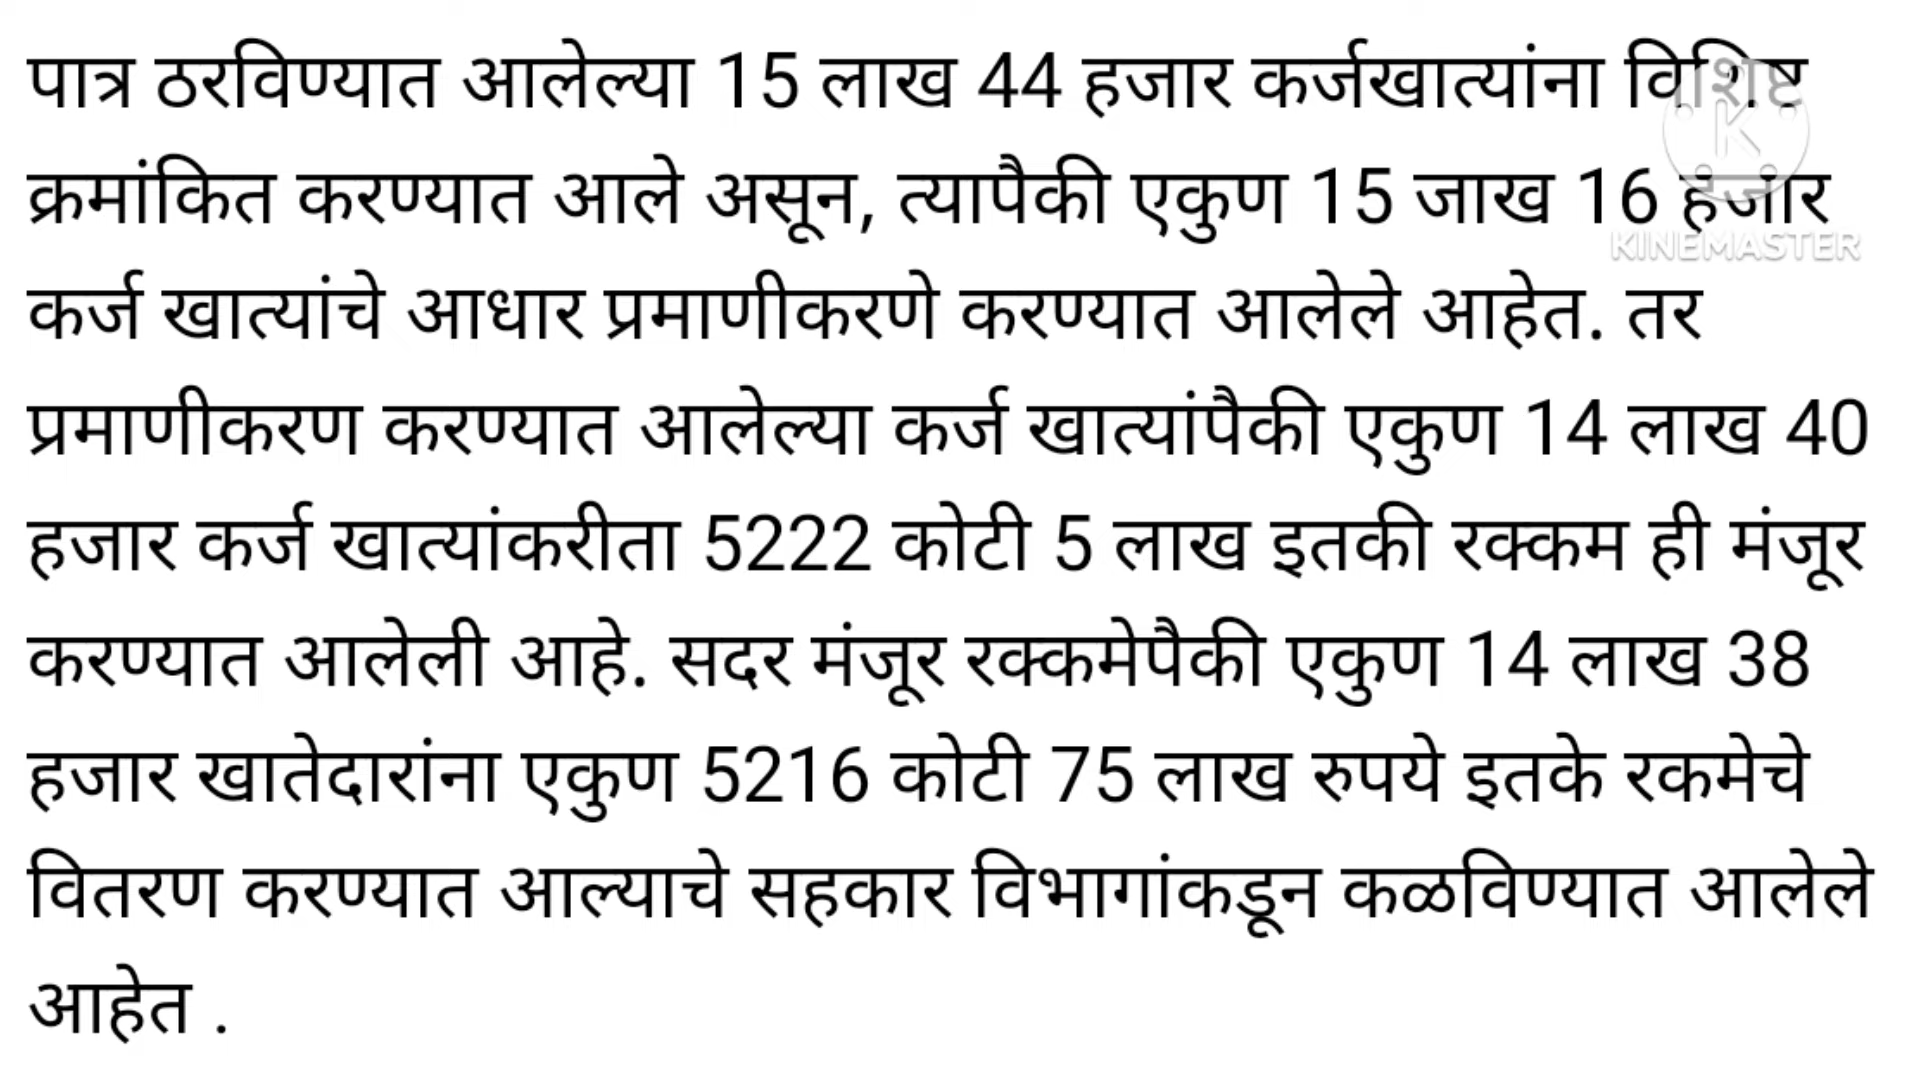 पात्र ठरविण्यात आलेल्या 15 लाख 44 हजार कर्जखात्यांना विशिष्ट
क्रमांकित करण्यात आले असून, त्यापैकी एकुण 15 जाख 16 हजार
KINEMASTER
कर्ज खात्यांचे आधार प्रमाणीकरणे करण्यात आलेले आहेत. तर
प्रमाणीकरण करण्यात आलेल्या कर्ज खात्यांपैकी एकुण 14 लाख 40
हजार कर्ज खात्यांकरीता 5222 कोटी 5 लाख इतकी रक्कम ही मंजूर
करण्यात आलेली आहे. सदर मंजूर रक्कमेपैकी एकुण 14 लाख 38
हजार खातेदारांना एकुण 5216 कोटी 75 लाख रुपये इतके रकमेचे
वितरण करण्यात आल्याचे सहकार विभागांकडून कळविण्यात आलेले
आहेत .